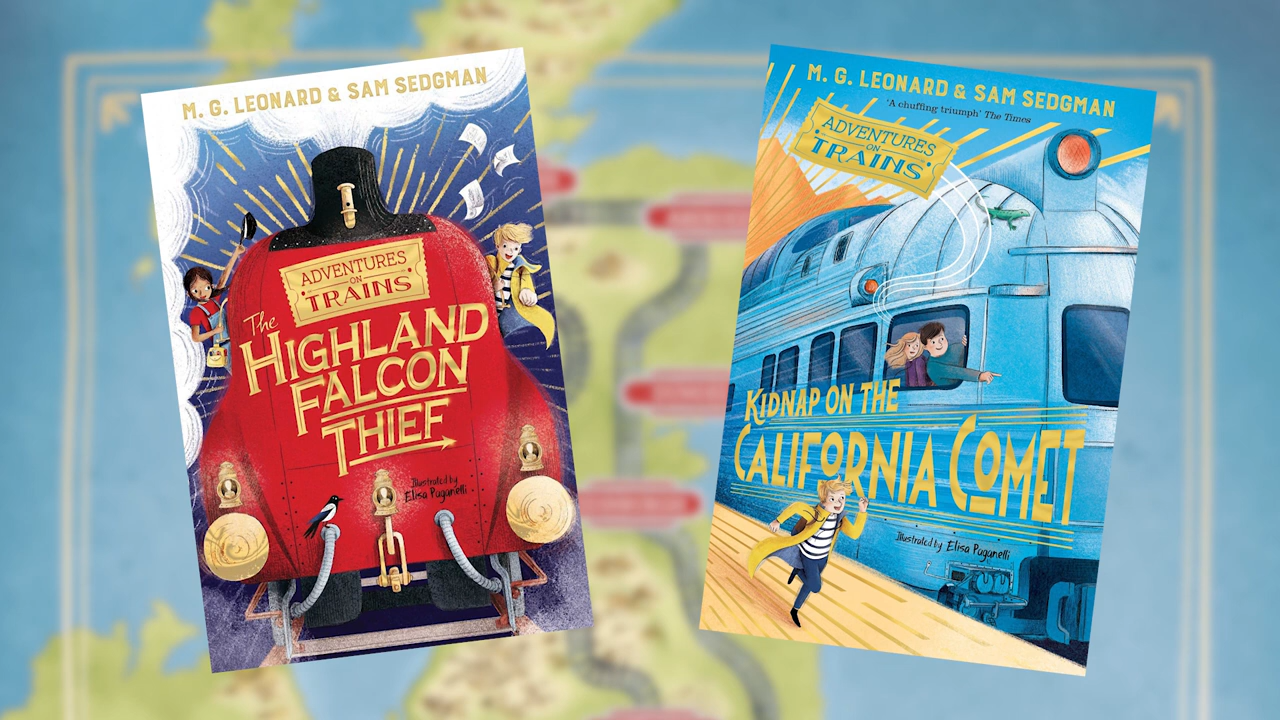 M. G. LEONARD & SAM SEDGMAN
ADVENTURES
ON
TRAINS
The
HIGHLAND
FALCON
THIEF
Illustrated by
Elisa Paganelli
M. G. LEONARD & SAM SEDGMAN
'A chuffing triumph' The Times
ADVENTURES
ON
TRAINS
KIDNAP ON THE
CALIFORNIA COMET
Illustrated by Elisa Paganelli